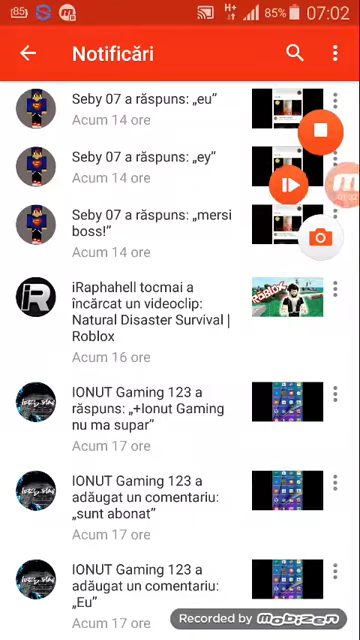 85
H+
85%
07:02
Notificări
Seby 07 a răspuns: „eu”
Acum 14 ore
Seby 07 a răspuns: „ey”
Acum 14 ore
Seby 07 a răspuns: „mersi
boss!”
Acum 14 ore
iRaphahell tocmai a
încărcat un videoclip:
Natural Disaster Survival |
Roblox
Acum 16 ore
ROBLOX
IONUT Gaming 123 a
răspuns: „+Ionut Gaming
nu ma supar”
Acum 17 ore
IONUT Gaming 123 a
adăugat un comentariu:
„sunt abonat”
Acum 17 ore
IONUT Gaming 123 a
adăugat un comentariu:
„Eu”
Acum 17 ore
Recorded by mobizen